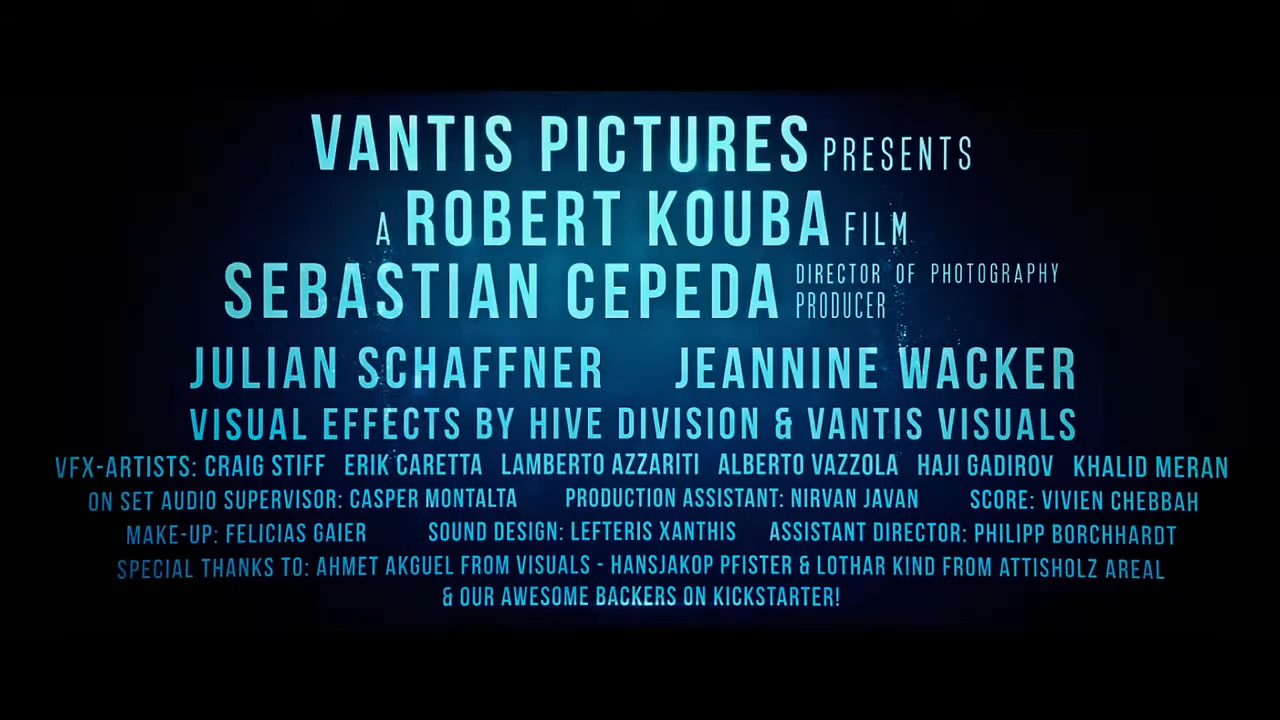 VANTIS PICTURES PRESENTS
A ROBERT KOUBA FILM
SEBASTIAN CEPEDA DIRECTOR OF PHOTOGRAPHY
PRODUCER
JULIAN SCHAFFNER JEANNINE WACKER
VISUAL EFFECTS BY HIVE DIVISION & VANTIS VISUALS
VFX-ARTISTS: CRAIG STIFF ERIK CARETTA LAMBERTO AZZARITI ALBERTO VAZZOLA HAJI GADIROV KHALID MERAN
ON SET AUDIO SUPERVISOR: CASPER MONTALTA PRODUCTION ASSISTANT: NIRVAN JAVAN SCORE: VIVIEN CHEBBAH
MAKE-UP: FELICIAS GAIER SOUND DESIGN: LEFTERIS XANTHIS ASSISTANT DIRECTOR: PHILIPP BORCHHARDT
SPECIAL THANKS TO: AHMET AKGUEL FROM VISUALS - HANSJAKOP PFISTER & LOTHAR KIND FROM ATTISHOLZ AREAL
& OUR AWESOME BACKERS ON KICKSTARTER!